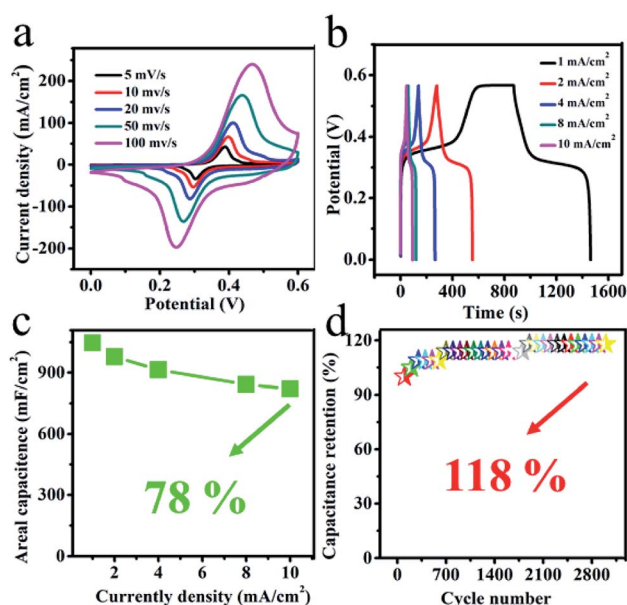 a
5 mV/s
10 mv/s
20 mv/s
50 mv/s
100 mv/s
Current density (mA/cm²)
200
100
0
-100
-200
0.0 0.2 0.4 0.6
Potential (V)
b
1 mA/cm²
2 mA/cm²
4 mA/cm²
8 mA/cm²
10 mA/cm²
Potential (V)
0.6
0.4
0.2
0.0
0 400 800 1200 1600
Time (s)
c
Areal capacitence (mF/cm²)
900
600
300
0
78 %
2 4 6 8 10
Currently density (mA/cm²)
d
Capacitance retention (%)
120
90
60
30
0
118 %
0 700 1400 2100 2800
Cycle number